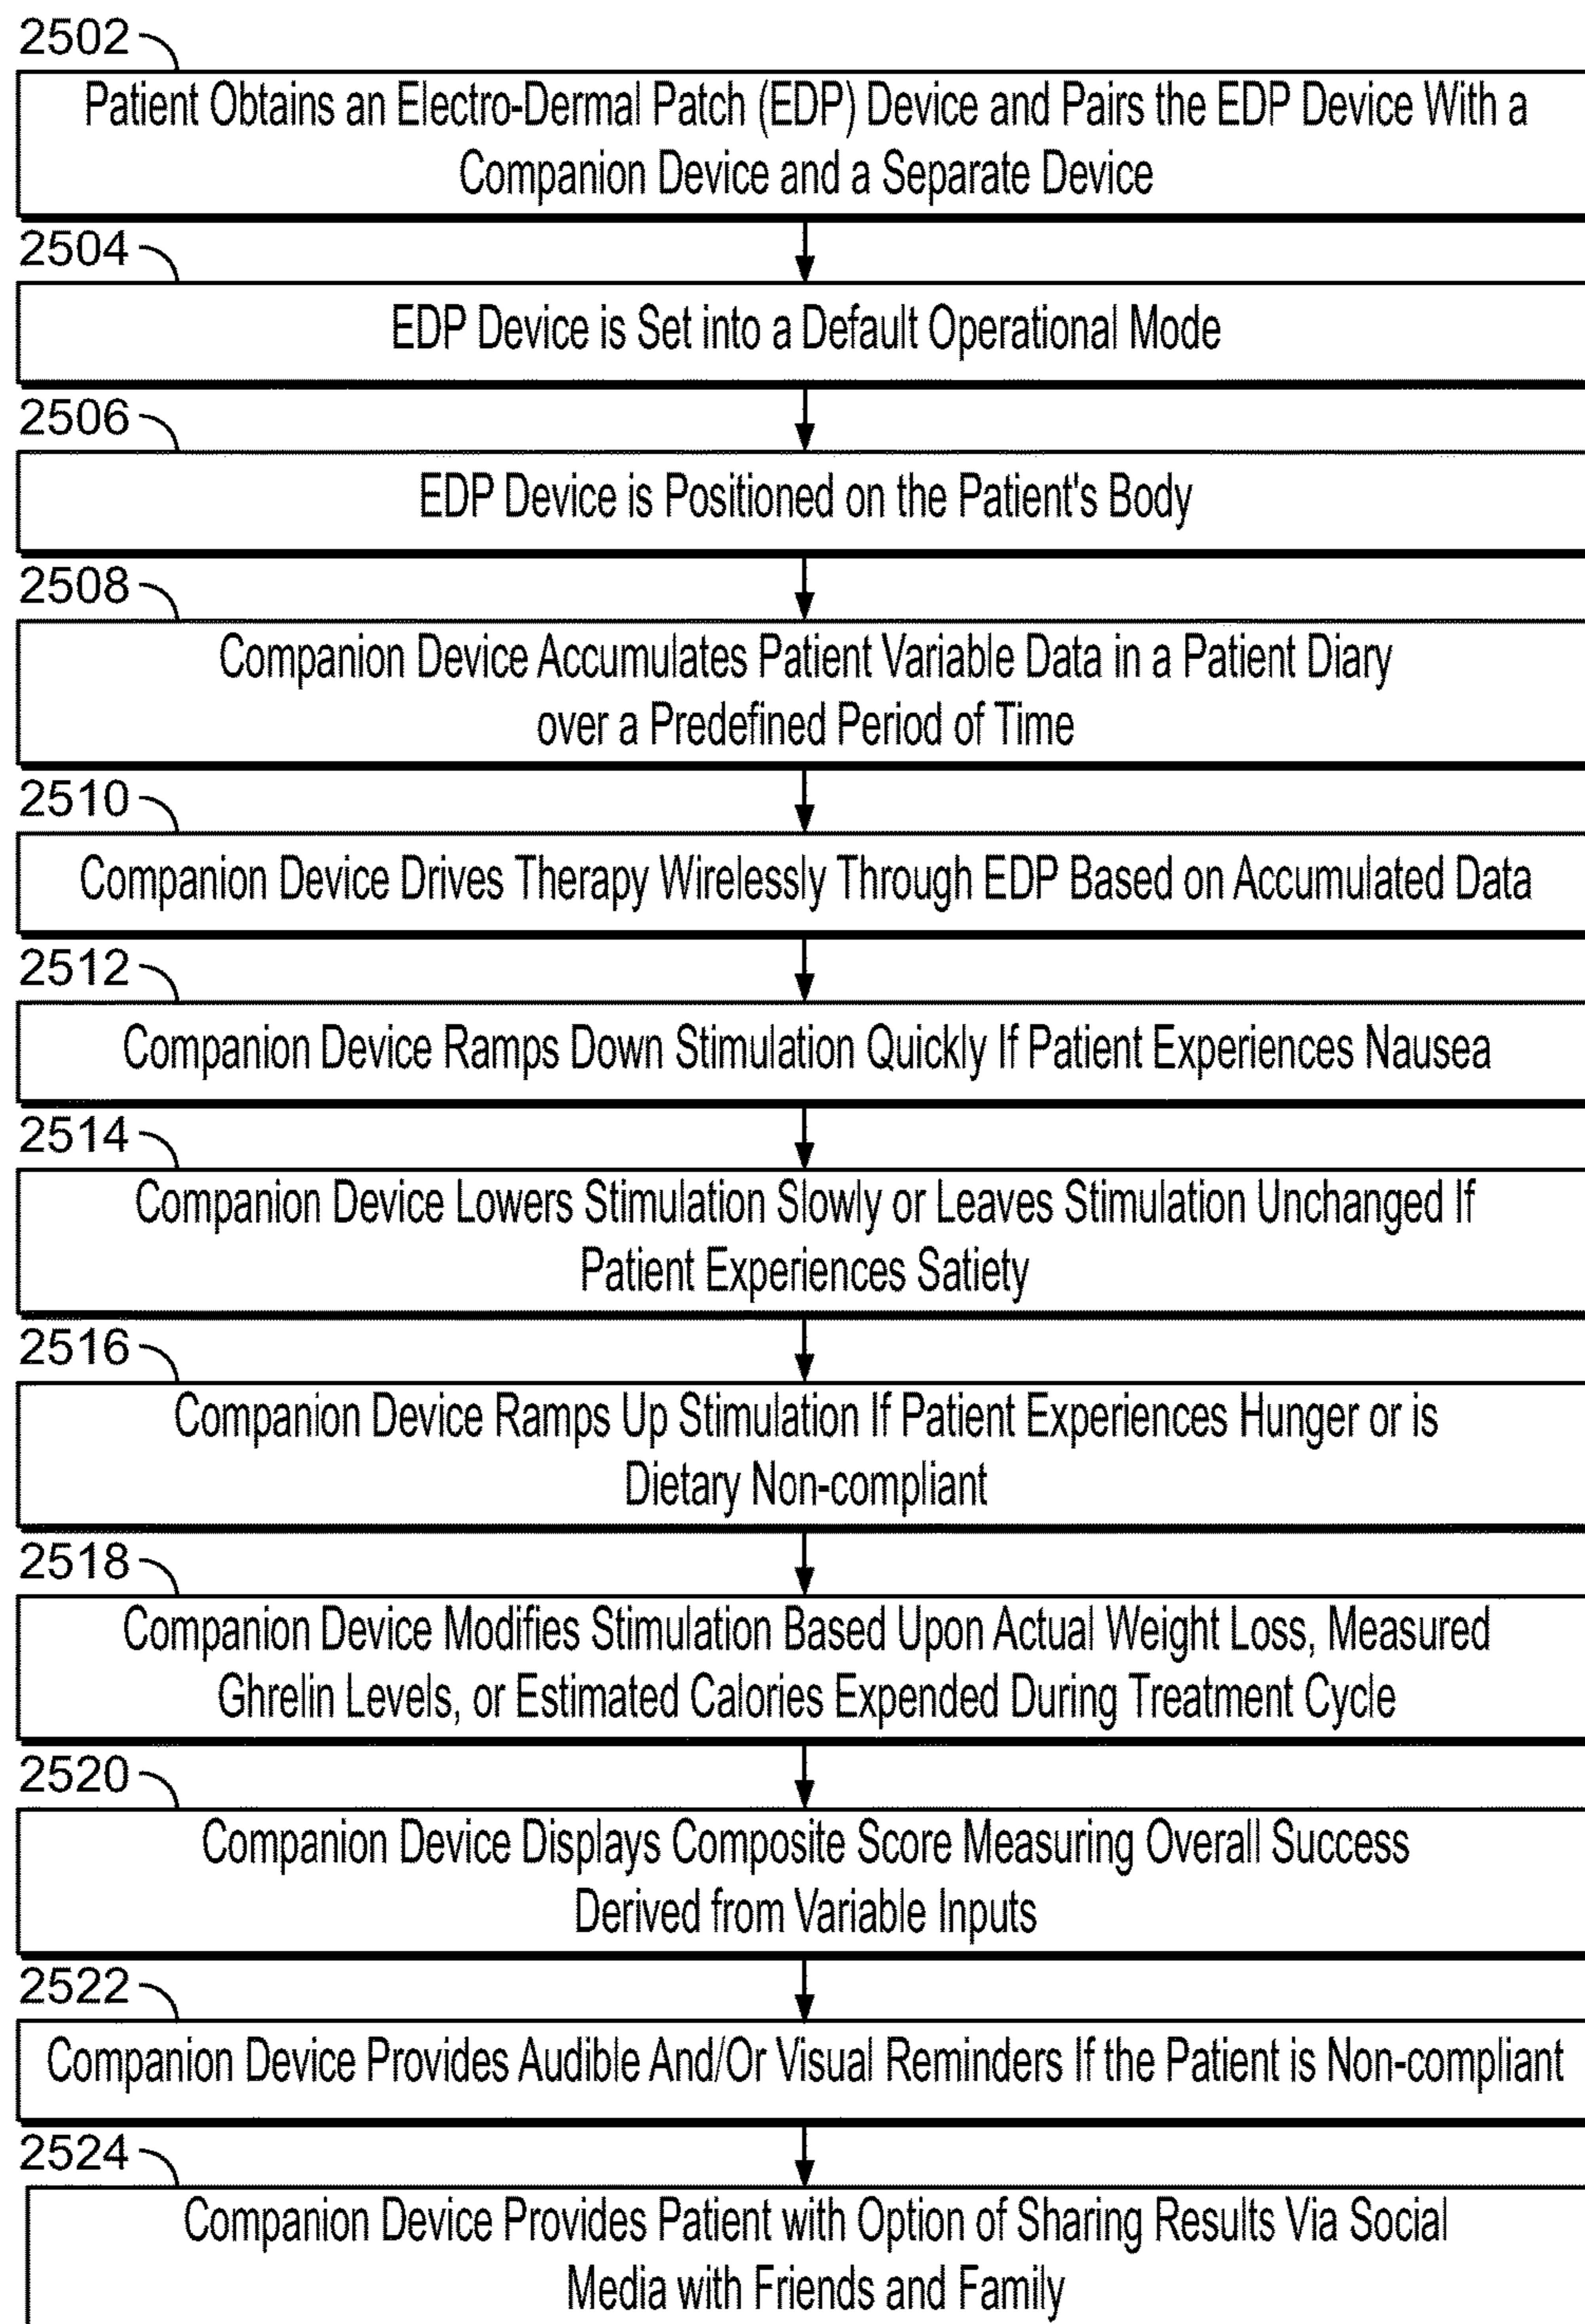 2502
Patient Obtains an Electro-Dermal Patch (EDP) Device and Pairs the EDP Device With a
Companion Device and a Separate Device
2504
EDP Device is Set into a Default Operational Mode
2506
EDP Device is Positioned on the Patient's Body
2508
Companion Device Accumulates Patient Variable Data in a Patient Diary
over a Predefined Period of Time
2510
Companion Device Drives Therapy Wirelessly Through EDP Based on Accumulated Data
2512
Companion Device Ramps Down Stimulation Quickly If Patient Experiences Nausea
2514
Companion Device Lowers Stimulation Slowly or Leaves Stimulation Unchanged If
Patient Experiences Satiety
2516
Companion Device Ramps Up Stimulation If Patient Experiences Hunger or is
Dietary Non-compliant
2518
Companion Device Modifies Stimulation Based Upon Actual Weight Loss, Measured
Ghrelin Levels, or Estimated Calories Expended During Treatment Cycle
2520
Companion Device Displays Composite Score Measuring Overall Success
Derived from Variable Inputs
2522
Companion Device Provides Audible And/Or Visual Reminders If the Patient is Non-compliant
2524
Companion Device Provides Patient with Option of Sharing Results Via Social
Media with Friends and Family